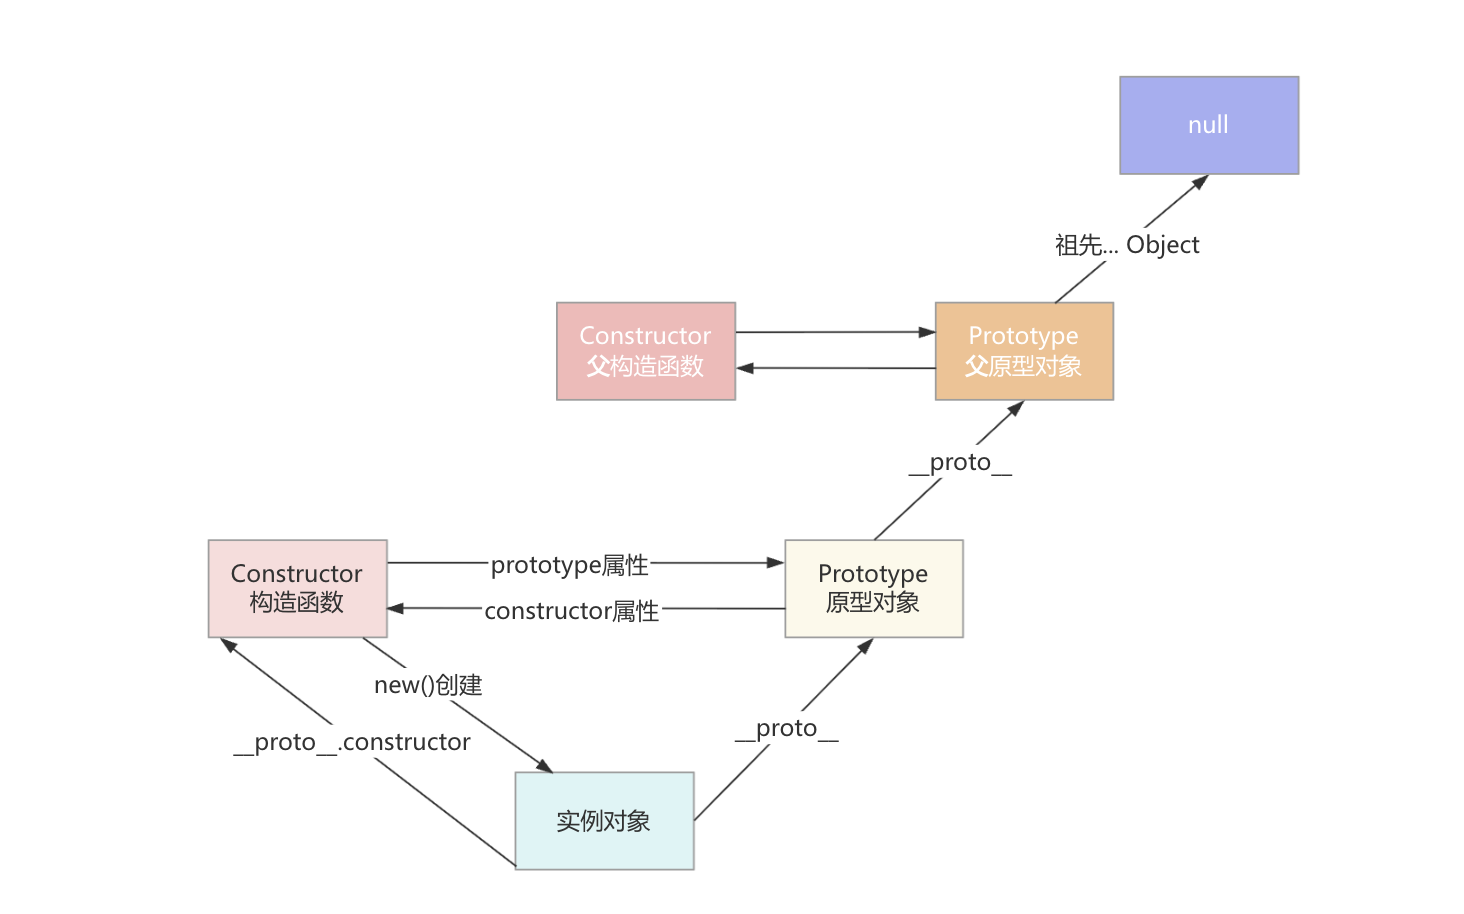 null
祖先... Object
Constructor
父构造函数
Prototype
父原型对象
__proto__
Constructor
构造函数
prototype属性
constructor属性
Prototype
原型对象
new()创建
__proto__.constructor
__proto__
实例对象